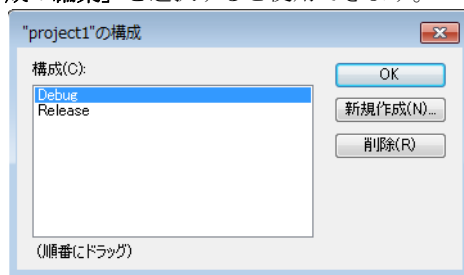 "project1"の構成
構成(C):
Debug
Release
OK
新規作成(N)...
削除(R)
(順番にドラッグ)